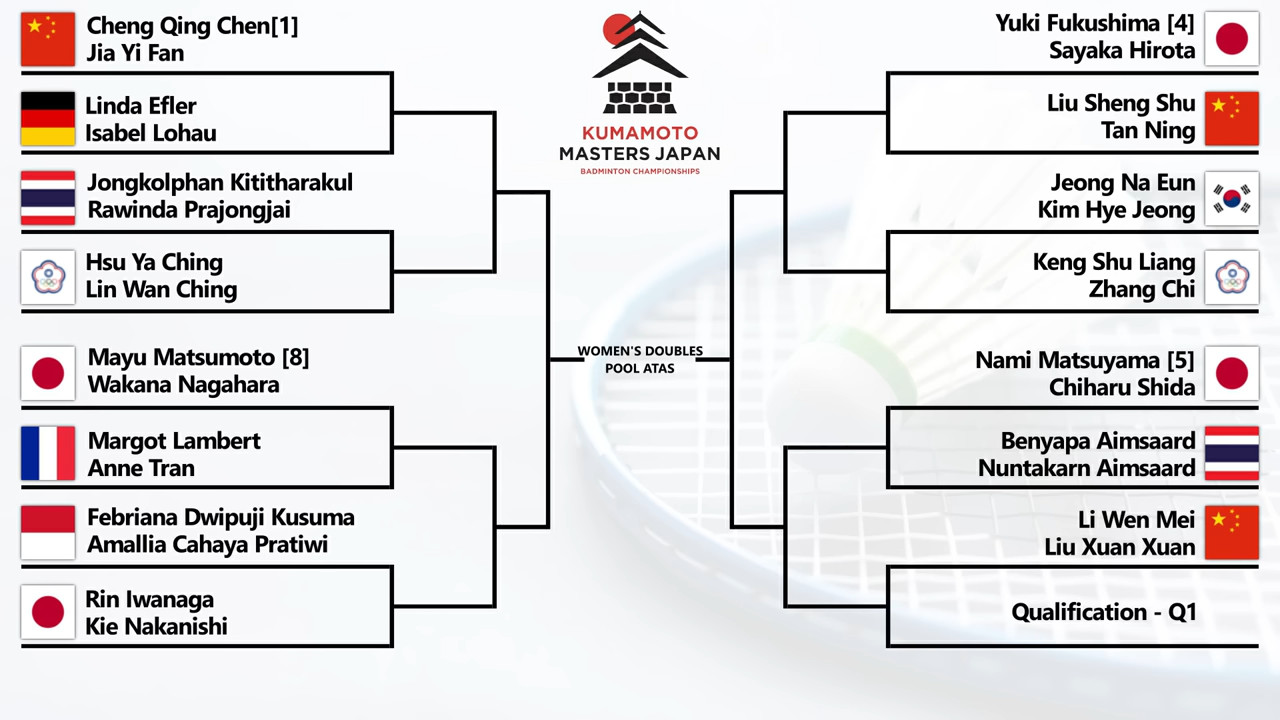 Cheng Qing Chen[1]
Jia Yi Fan
Linda Efler
Isabel Lohau
Jongkolphan Kititharakul
Rawinda Prajongjai
Hsu Ya Ching
Lin Wan Ching
Mayu Matsumoto [8]
Wakana Nagahara
Margot Lambert
Anne Tran
Febriana Dwipuji Kusuma
Amallia Cahaya Pratiwi
Rin Iwanaga
Kie Nakanishi
KUMAMOTO
MASTERS JAPAN
BADMINTON CHAMPIONSHIPS
WOMEN'S DOUBLES
POOL ATAS
Yuki Fukushima [4]
Sayaka Hirota
Liu Sheng Shu
Tan Ning
Jeong Na Eun
Kim Hye Jeong
Keng Shu Liang
Zhang Chi
Nami Matsuyama [5]
Chiharu Shida
Benyapa Aimsaard
Nuntakarn Aimsaard
Li Wen Mei
Liu Xuan Xuan
Qualification - Q1